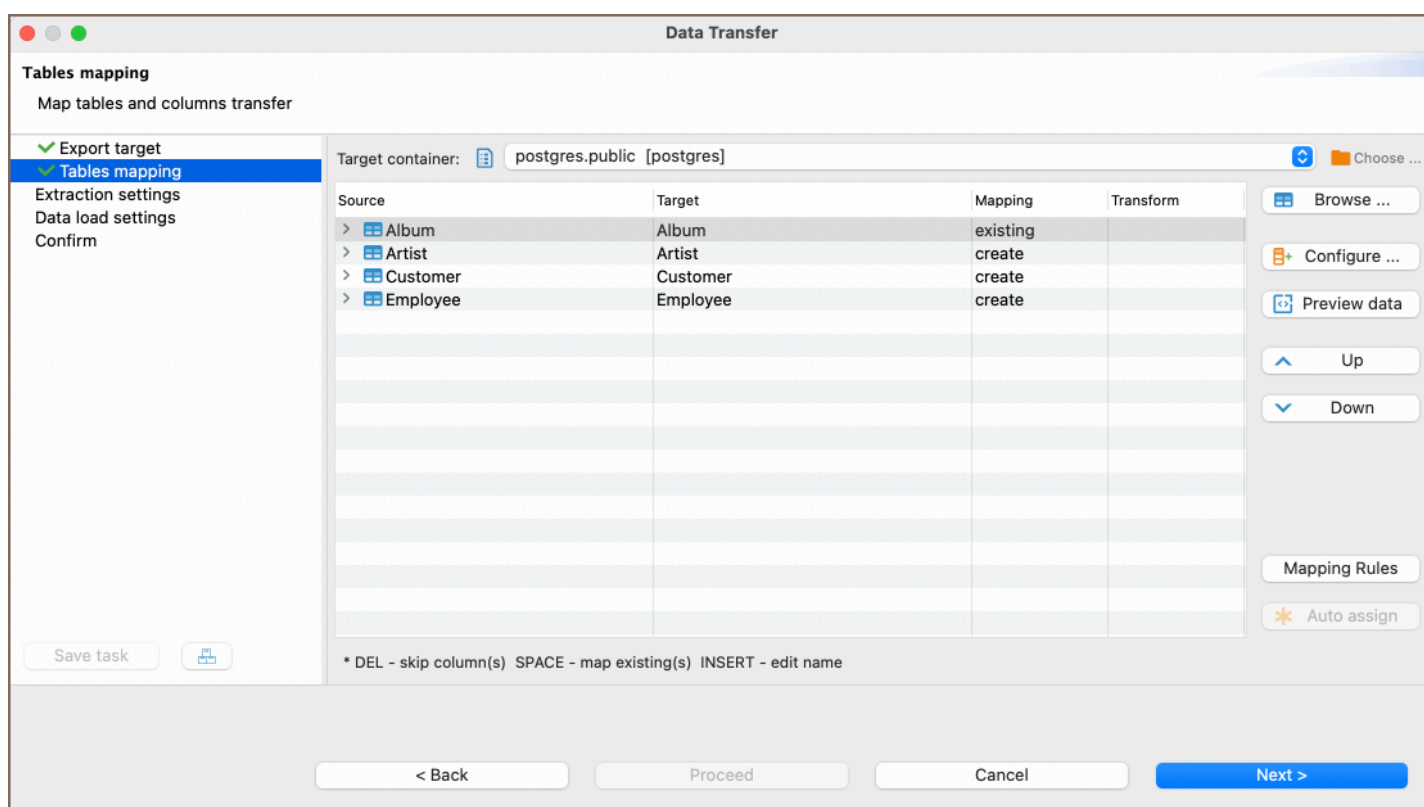 Data Transfer
Tables mapping
Map tables and columns transfer
Export target
Tables mapping
Extraction settings
Data load settings
Confirm
Target container: postgres.public [postgres] Choose ...
Source Target Mapping Transform
Album Album existing
Artist Artist create
Customer Customer create
Employee Employee create
Browse ...
Configure ...
Preview data
Up
Down
Mapping Rules
Auto assign
Save task
* DEL - skip column(s) SPACE - map existing(s) INSERT - edit name
< Back Proceed Cancel Next >